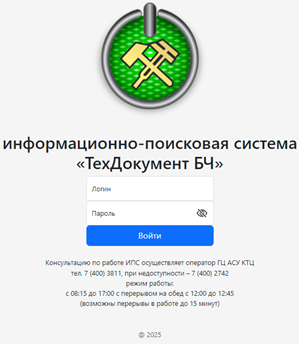 информационно-поисковая система
«ТехДокумент БЧ»
Логин
Пароль
Войти
Консультацию по работе ИПС осуществляет оператор ГЦ АСУ КТЦ
тел. 7 (400) 3811, при недоступности – 7 (400) 2742
режим работы:
с 08:15 до 17:00 с перерывом на обед с 12:00 до 12:45
(возможны перерывы в работе до 15 минут)
© 2025